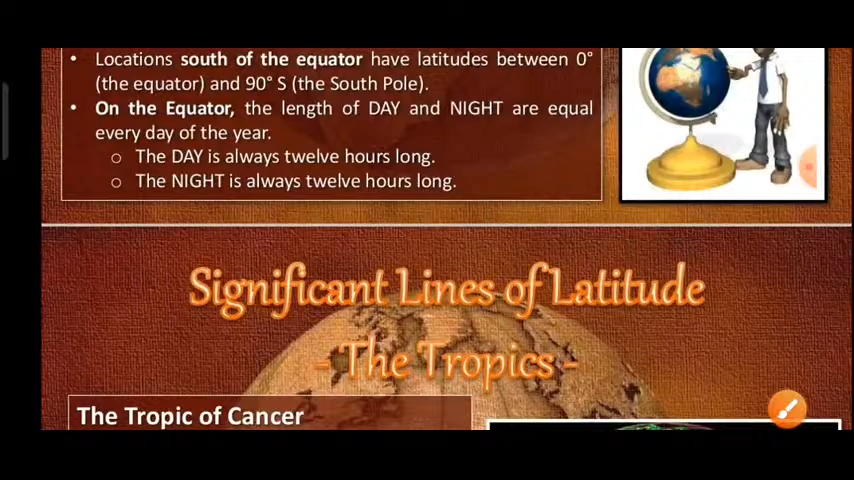 • Locations south of the equator have latitudes between 0°
(the equator) and 90° S (the South Pole).
• On the Equator, the length of DAY and NIGHT are equal
every day of the year.
o The DAY is always twelve hours long.
o The NIGHT is always twelve hours long.
Significant Lines of Latitude
- The Tropics -
The Tropic of Cancer